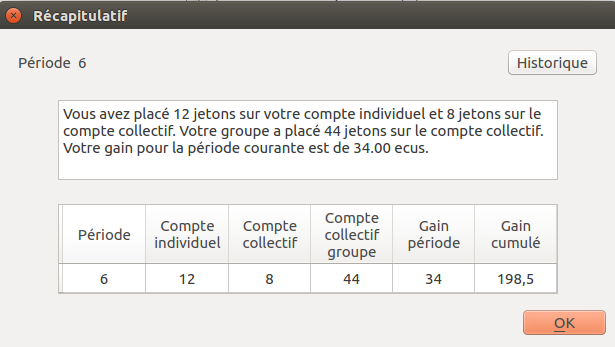 Récapitulatif
Période 6
Historique
Vous avez placé 12 jetons sur votre compte individuel et 8 jetons sur le
compte collectif. Votre groupe a placé 44 jetons sur le compte collectif.
Votre gain pour la période courante est de 34.00 ecus.
Période
Compte
individuel
Compte
collectif
Compte
collectif
groupe
Gain
période
Gain
cumulé
6 12 8 44 34 198,5
OK